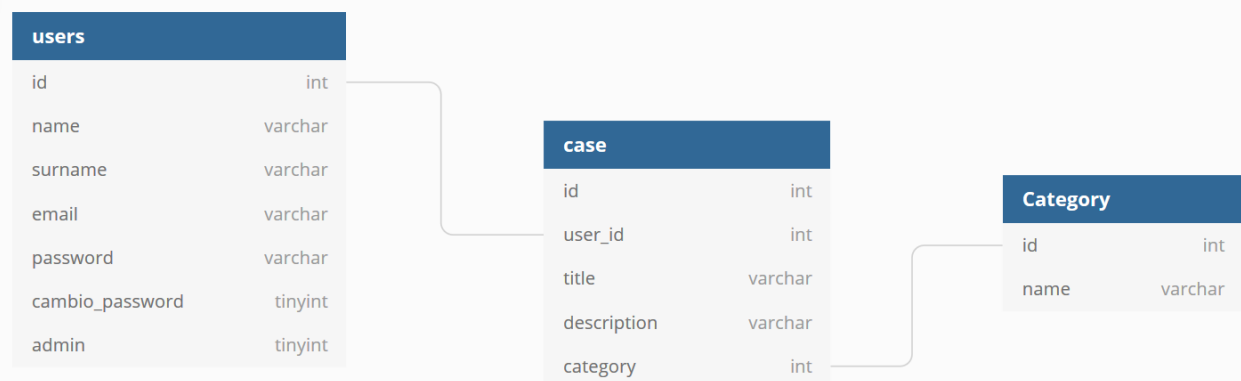 users
id int
name varchar
surname varchar
email varchar
password varchar
cambio_password tinyint
admin tinyint
case
id int
user_id int
title varchar
description varchar
category int
Category
id int
name varchar